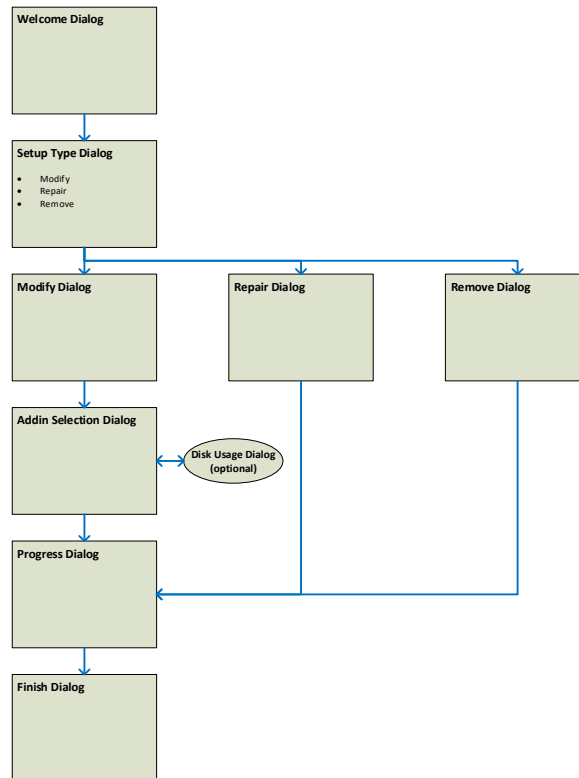 Welcome Dialog
Setup Type Dialog
• Modify
• Repair
• Remove
Modify Dialog
Repair Dialog
Remove Dialog
Addin Selection Dialog
Disk Usage Dialog
(optional)
Progress Dialog
Finish Dialog